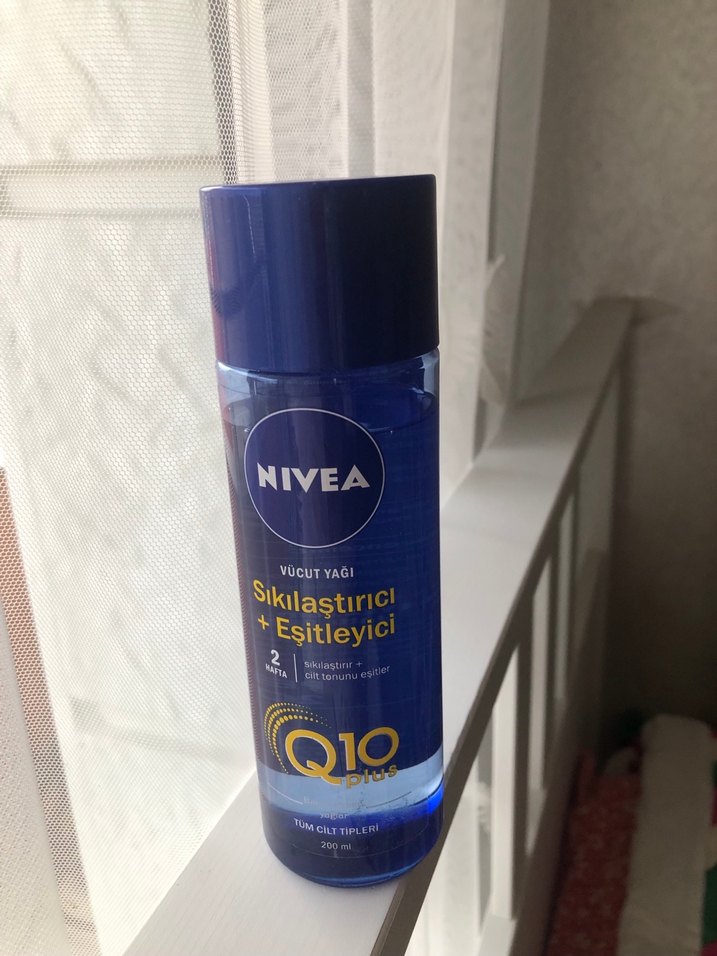 NIVEA
VÜCUT YAĞI
Sıkılaştırıcı
+ Eşitleyici
2
HAFTA
sıkılaştırır +
cilt tonunu eşitler
Q10
plus
yağlar
TÜM CİLT TİPLERİ
200 ml